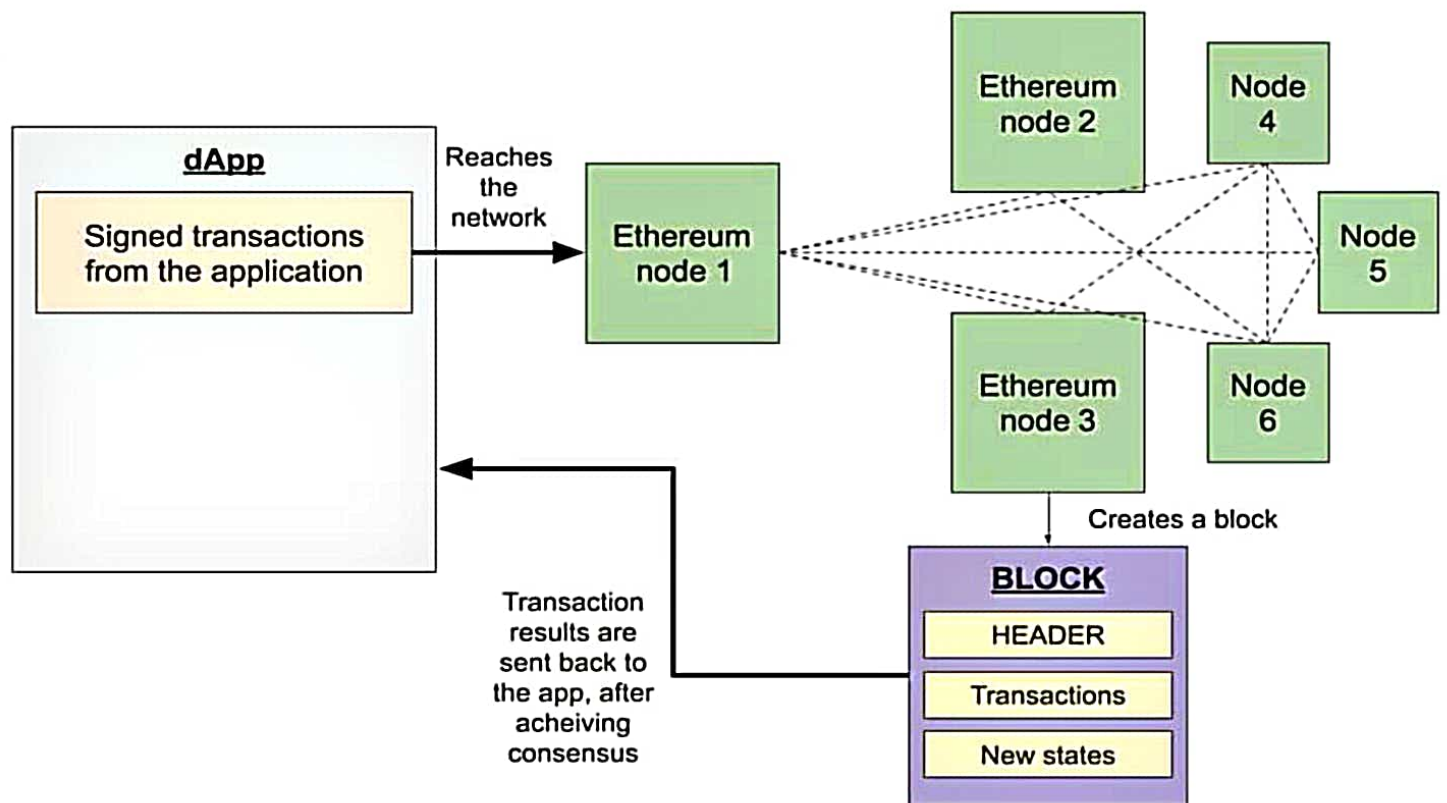 dApp
Signed transactions
from the application
Reaches
the
network
Ethereum
node 1
Ethereum
node 2
Node
4
Node
5
Ethereum
node 3
Node
6
Creates a block
BLOCK
HEADER
Transactions
New states
Transaction
results are
sent back to
the app, after
acheiving
consensus